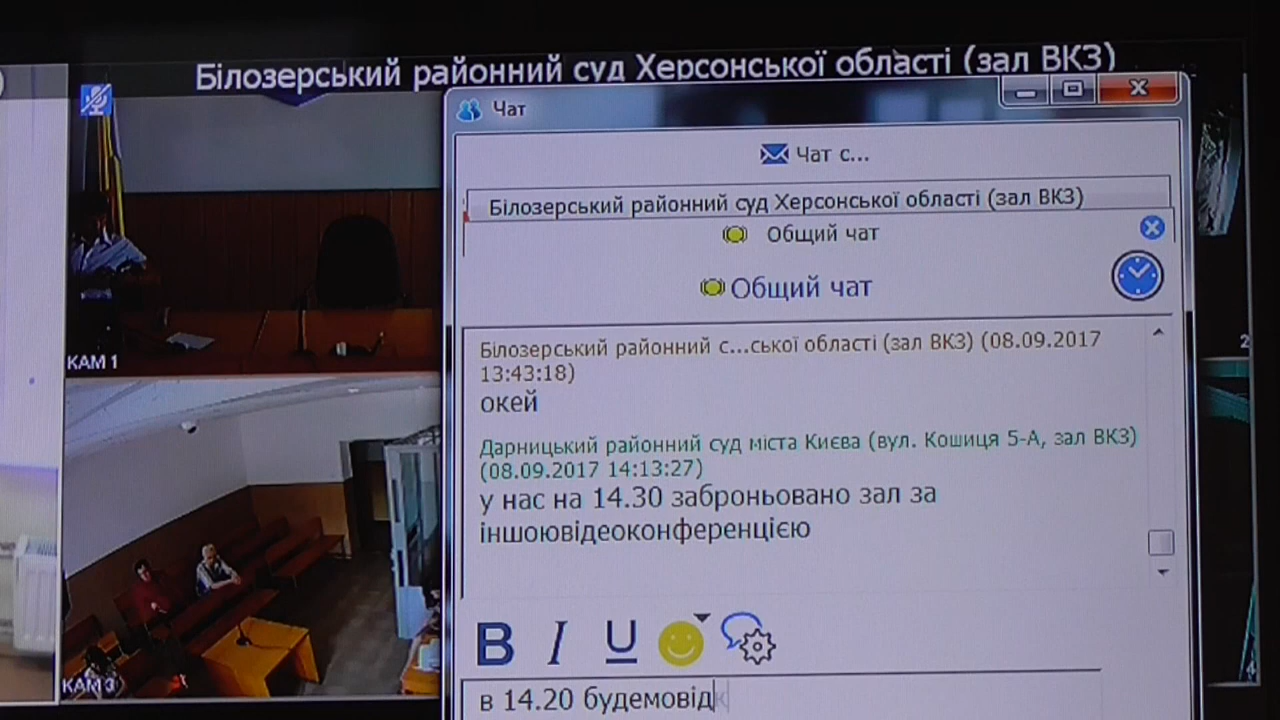 Білозерський районний суд Херсонської області (зал ВКЗ)
Чат
Чат с...
Білозерський районний суд Херсонської області (зал ВКЗ)
Общий чат
Общий чат
Білозерський районний с...ської області (зал ВКЗ) (08.09.2017
13:43:18)
окей
Дарницький районний суд міста Києва (вул. Кошиця 5-А, зал ВКЗ)
(08.09.2017 14:13:27)
у нас на 14.30 заброньовано зал за
іншоювідеоконференцією
B I U
в 14.20 будемовід
КАМ 1
КАМ 3
2
4